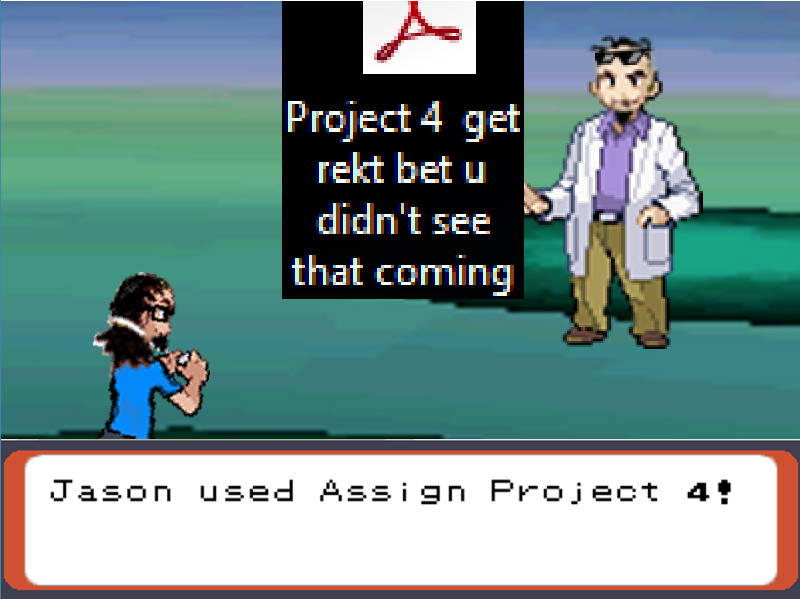 Project 4 get
rekt bet u
didn't see
that coming
Jason used Assign Project 4!